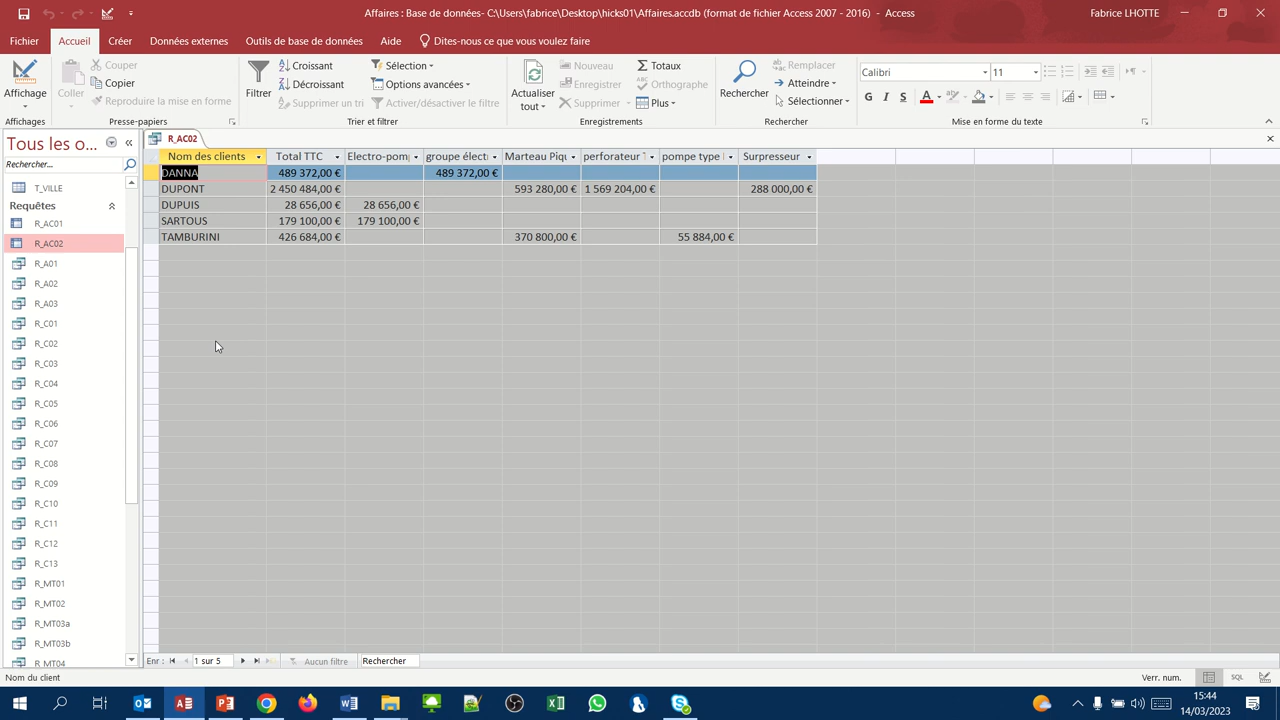 Affaires : Base de données - C:\Users\fabrice\Desktop\hicks01\Affaires.accdb (format de fichier Access 2007 - 2016) - Access
Fabrice LHOTTE
Fichier Accueil Créer Données externes Outils de base de données Aide Dites-nous ce que vous voulez faire
Affichage
Affichages
Coller
Couper
Copier
Reproduire la mise en forme
Presse-papiers
Filtrer
Croissant
Décroissant
Supprimer un tri
Sélection
Options avancées
Activer/désactiver le filtre
Trier et filtrer
Actualiser
tout
Nouveau
Enregistrer
Supprimer
Totaux
Orthographe
Plus
Enregistrements
Rechercher
Remplacer
Atteindre
Sélectionner
Rechercher
Calibri 11
G I S A
Mise en forme du texte
Tous les o...
Rechercher...
T_VILLE
Requêtes
R_AC01
R_AC02
R_A01
R_A02
R_A03
R_C01
R_C02
R_C03
R_C04
R_C05
R_C06
R_C07
R_C08
R_C09
R_C10
R_C11
R_C12
R_C13
R_MT01
R_MT02
R_MT03a
R_MT03b
R_MT04
R_AC02
Nom des clients Total TTC Electro-pom groupe électr Marteau Piqu perforateur T pompe type Surpresseur
DANNA 489 372,00 € 489 372,00 €
DUPONT 2 450 484,00 € 593 280,00 € 1 569 204,00 € 288 000,00 €
DUPUIS 28 656,00 € 28 656,00 €
SARTOUS 179 100,00 € 179 100,00 €
TAMBURINI 426 684,00 € 370 800,00 € 55 884,00 €
Enr : 1 sur 5 Aucun filtre Rechercher
Nom du client
Verr. num. SQL
15:44
14/03/2023